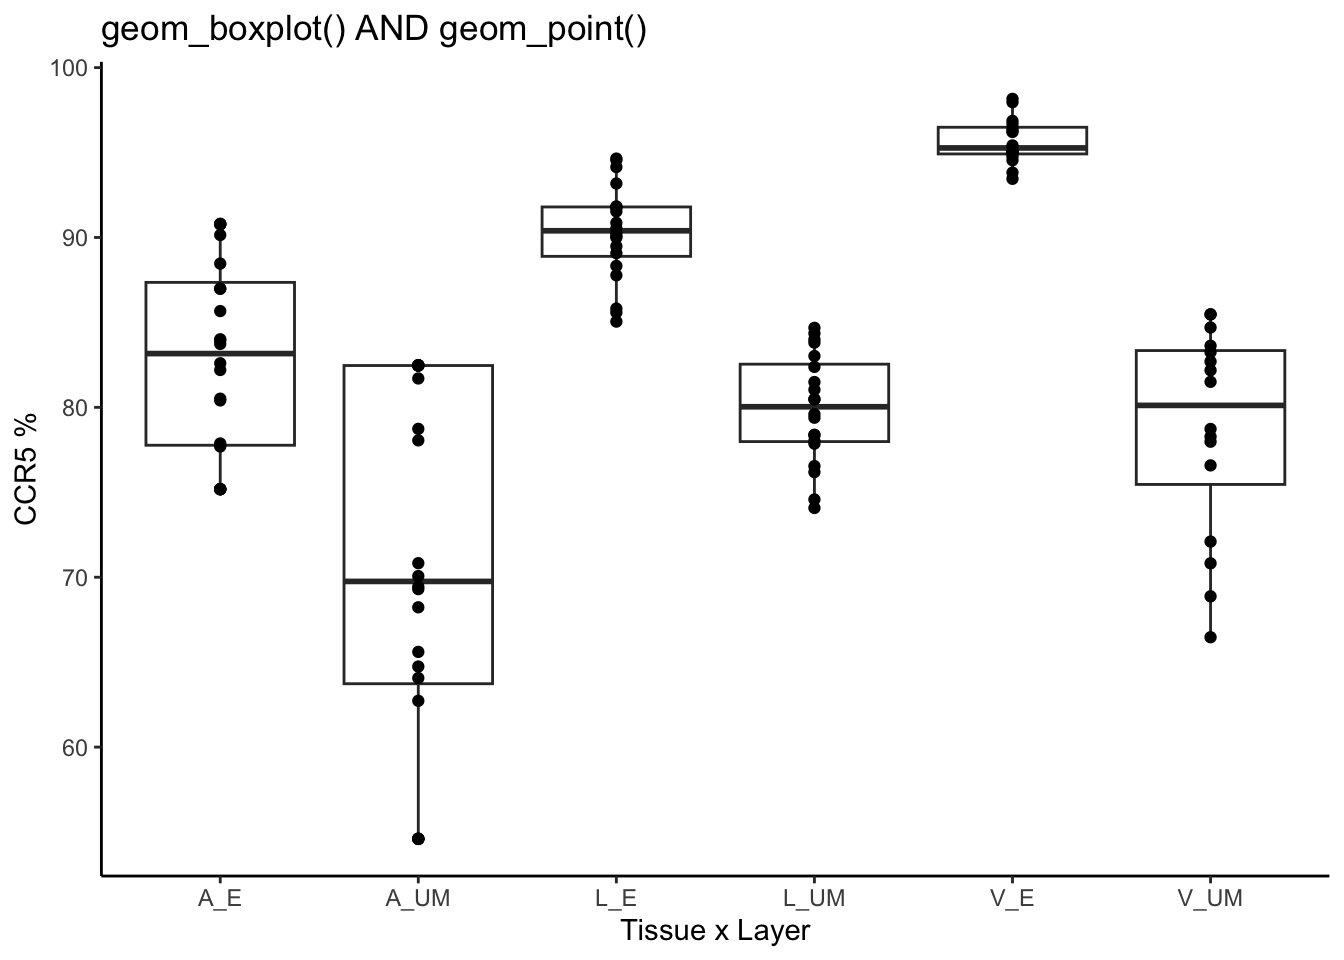 geom_boxplot() AND geom_point()
100
90
80
70
60
CCR5 %
A_E A_UM L_E L_UM V_E V_UM
Tissue x Layer